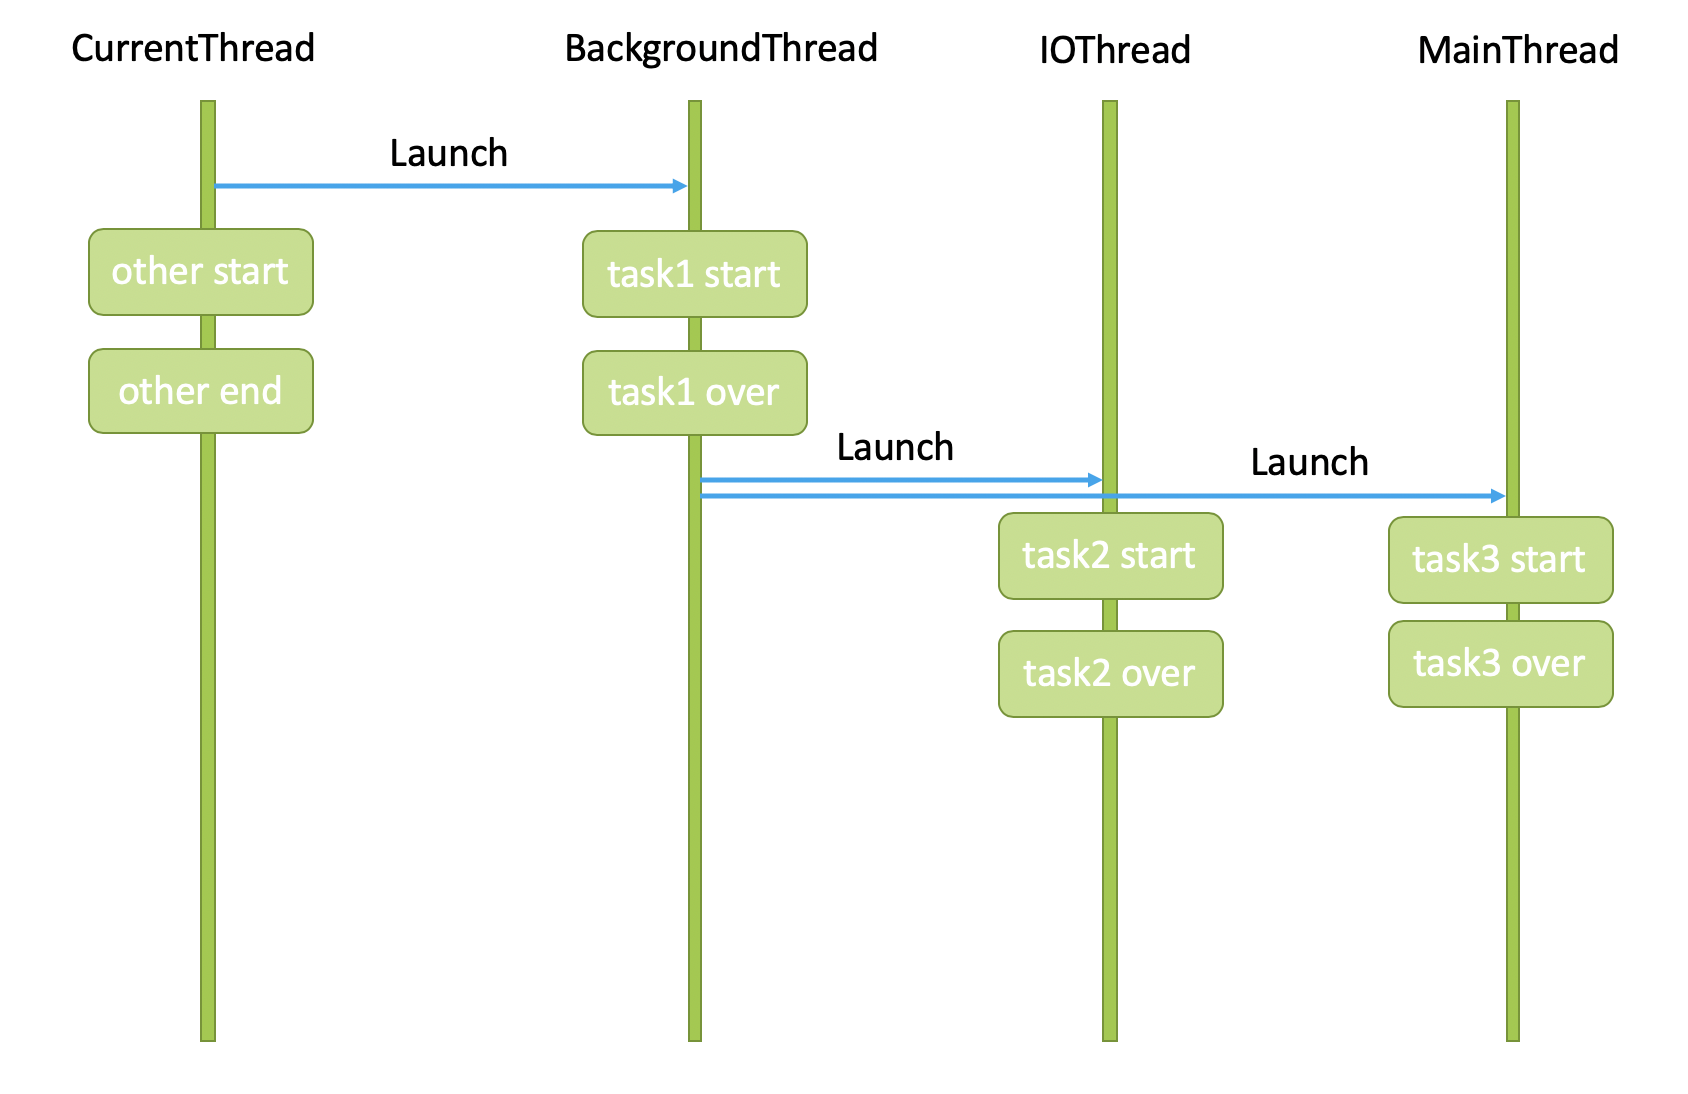 CurrentThread
BackgroundThread
IOThread
MainThread
Launch
other start
task1 start
other end
task1 over
Launch
Launch
task2 start
task3 start
task2 over
task3 over